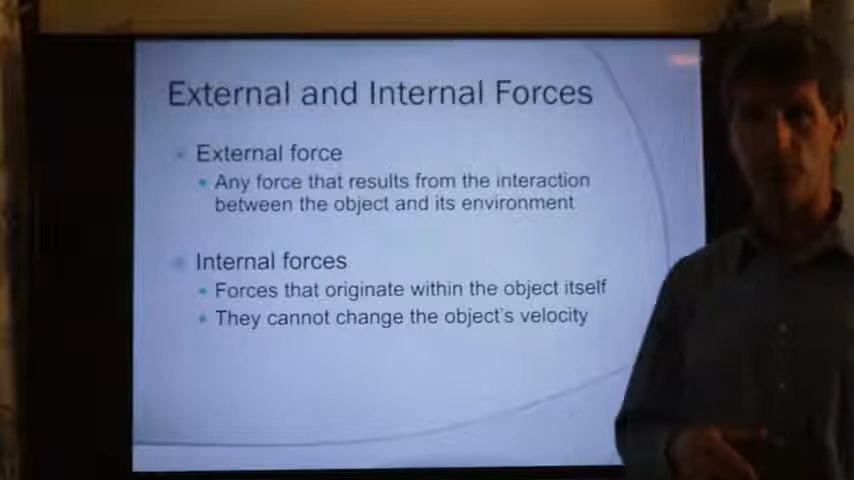 External and Internal Forces
External force
Any force that results from the interaction
between the object and its environment
Internal forces
Forces that originate within the object itself
They cannot change the object's velocity